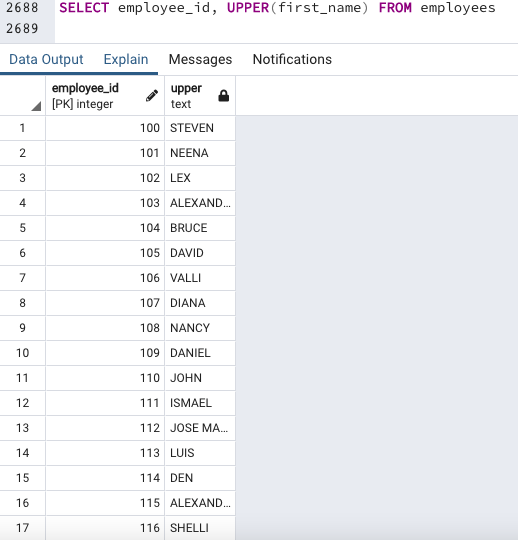 2688 SELECT employee_id, UPPER(first_name) FROM employees
2689
Data Output Explain Messages Notifications
employee_id upper
[PK] integer text
1 100 STEVEN
2 101 NEENA
3 102 LEX
4 103 ALEXAND...
5 104 BRUCE
6 105 DAVID
7 106 VALLI
8 107 DIANA
9 108 NANCY
10 109 DANIEL
11 110 JOHN
12 111 ISMAEL
13 112 JOSE MA...
14 113 LUIS
15 114 DEN
16 115 ALEXAND...
17 116 SHELLI